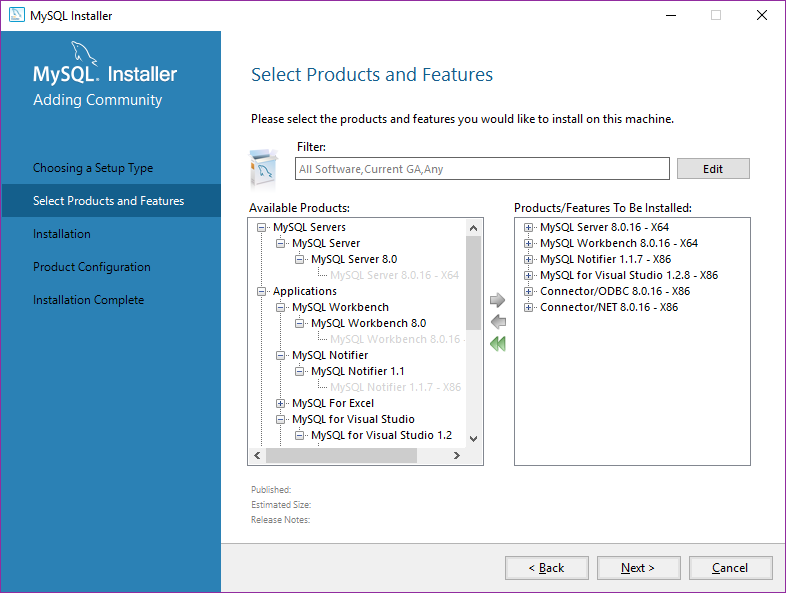 MySQL Installer
MySQL. Installer
Adding Community
Choosing a Setup Type
Select Products and Features
Installation
Product Configuration
Installation Complete
Select Products and Features
Please select the products and features you would like to install on this machine.
Filter:
All Software,Current GA,Any
Edit
Available Products:
MySQL Servers
MySQL Server
MySQL Server 8.0
MySQL Server 8.0.16 - X64
Applications
MySQL Workbench
MySQL Workbench 8.0
MySQL Workbench 8.0.16 -
MySQL Notifier
MySQL Notifier 1.1
MySQL Notifier 1.1.7 - X86
MySQL For Excel
MySQL for Visual Studio
MySQL for Visual Studio 1.2
Products/Features To Be Installed:
MySQL Server 8.0.16 - X64
MySQL Workbench 8.0.16 - X64
MySQL Notifier 1.1.7 - X86
MySQL for Visual Studio 1.2.8 - X86
Connector/ODBC 8.0.16 - X86
Connector/NET 8.0.16 - X86
Published:
Estimated Size:
Release Notes:
< Back
Next >
Cancel